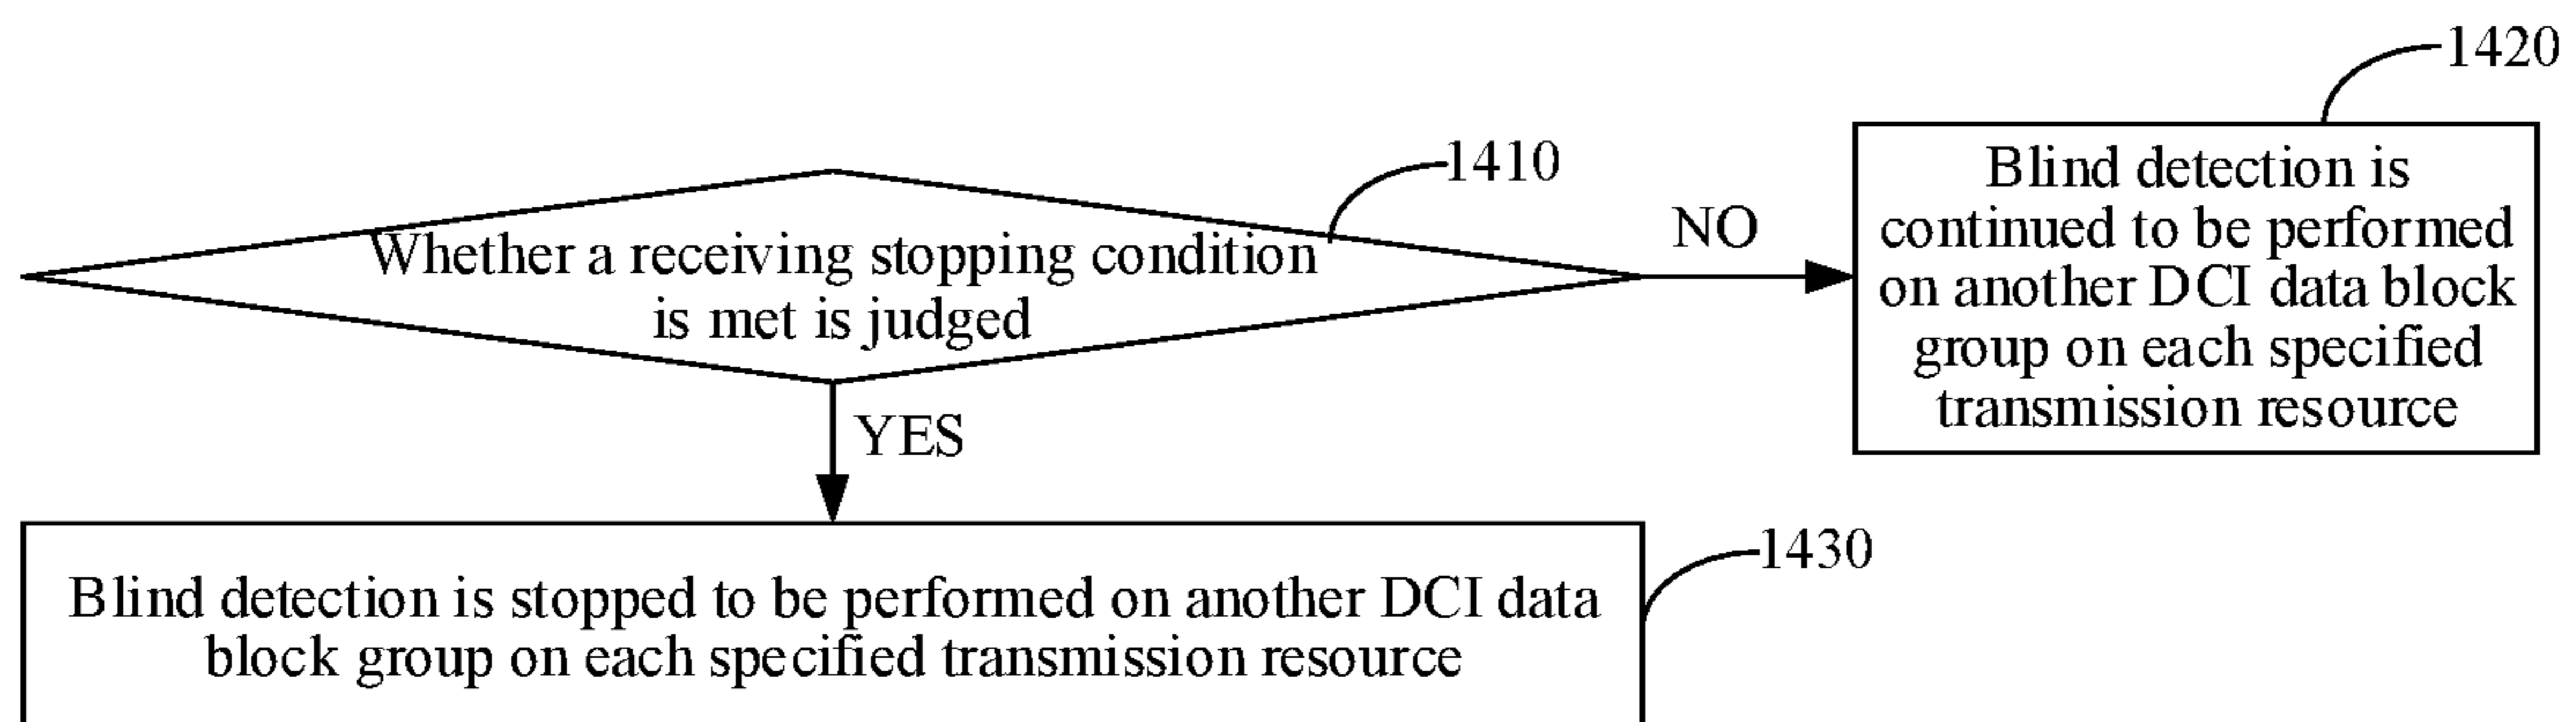 1420
1410
Blind detection is
continued to be performed
on another DCI data block
group on each specified
transmission resource
NO
Whether a receiving stopping condition
is met is judged
YES
1430
Blind detection is stopped to be performed on another DCI data
block group on each specified transmission resource